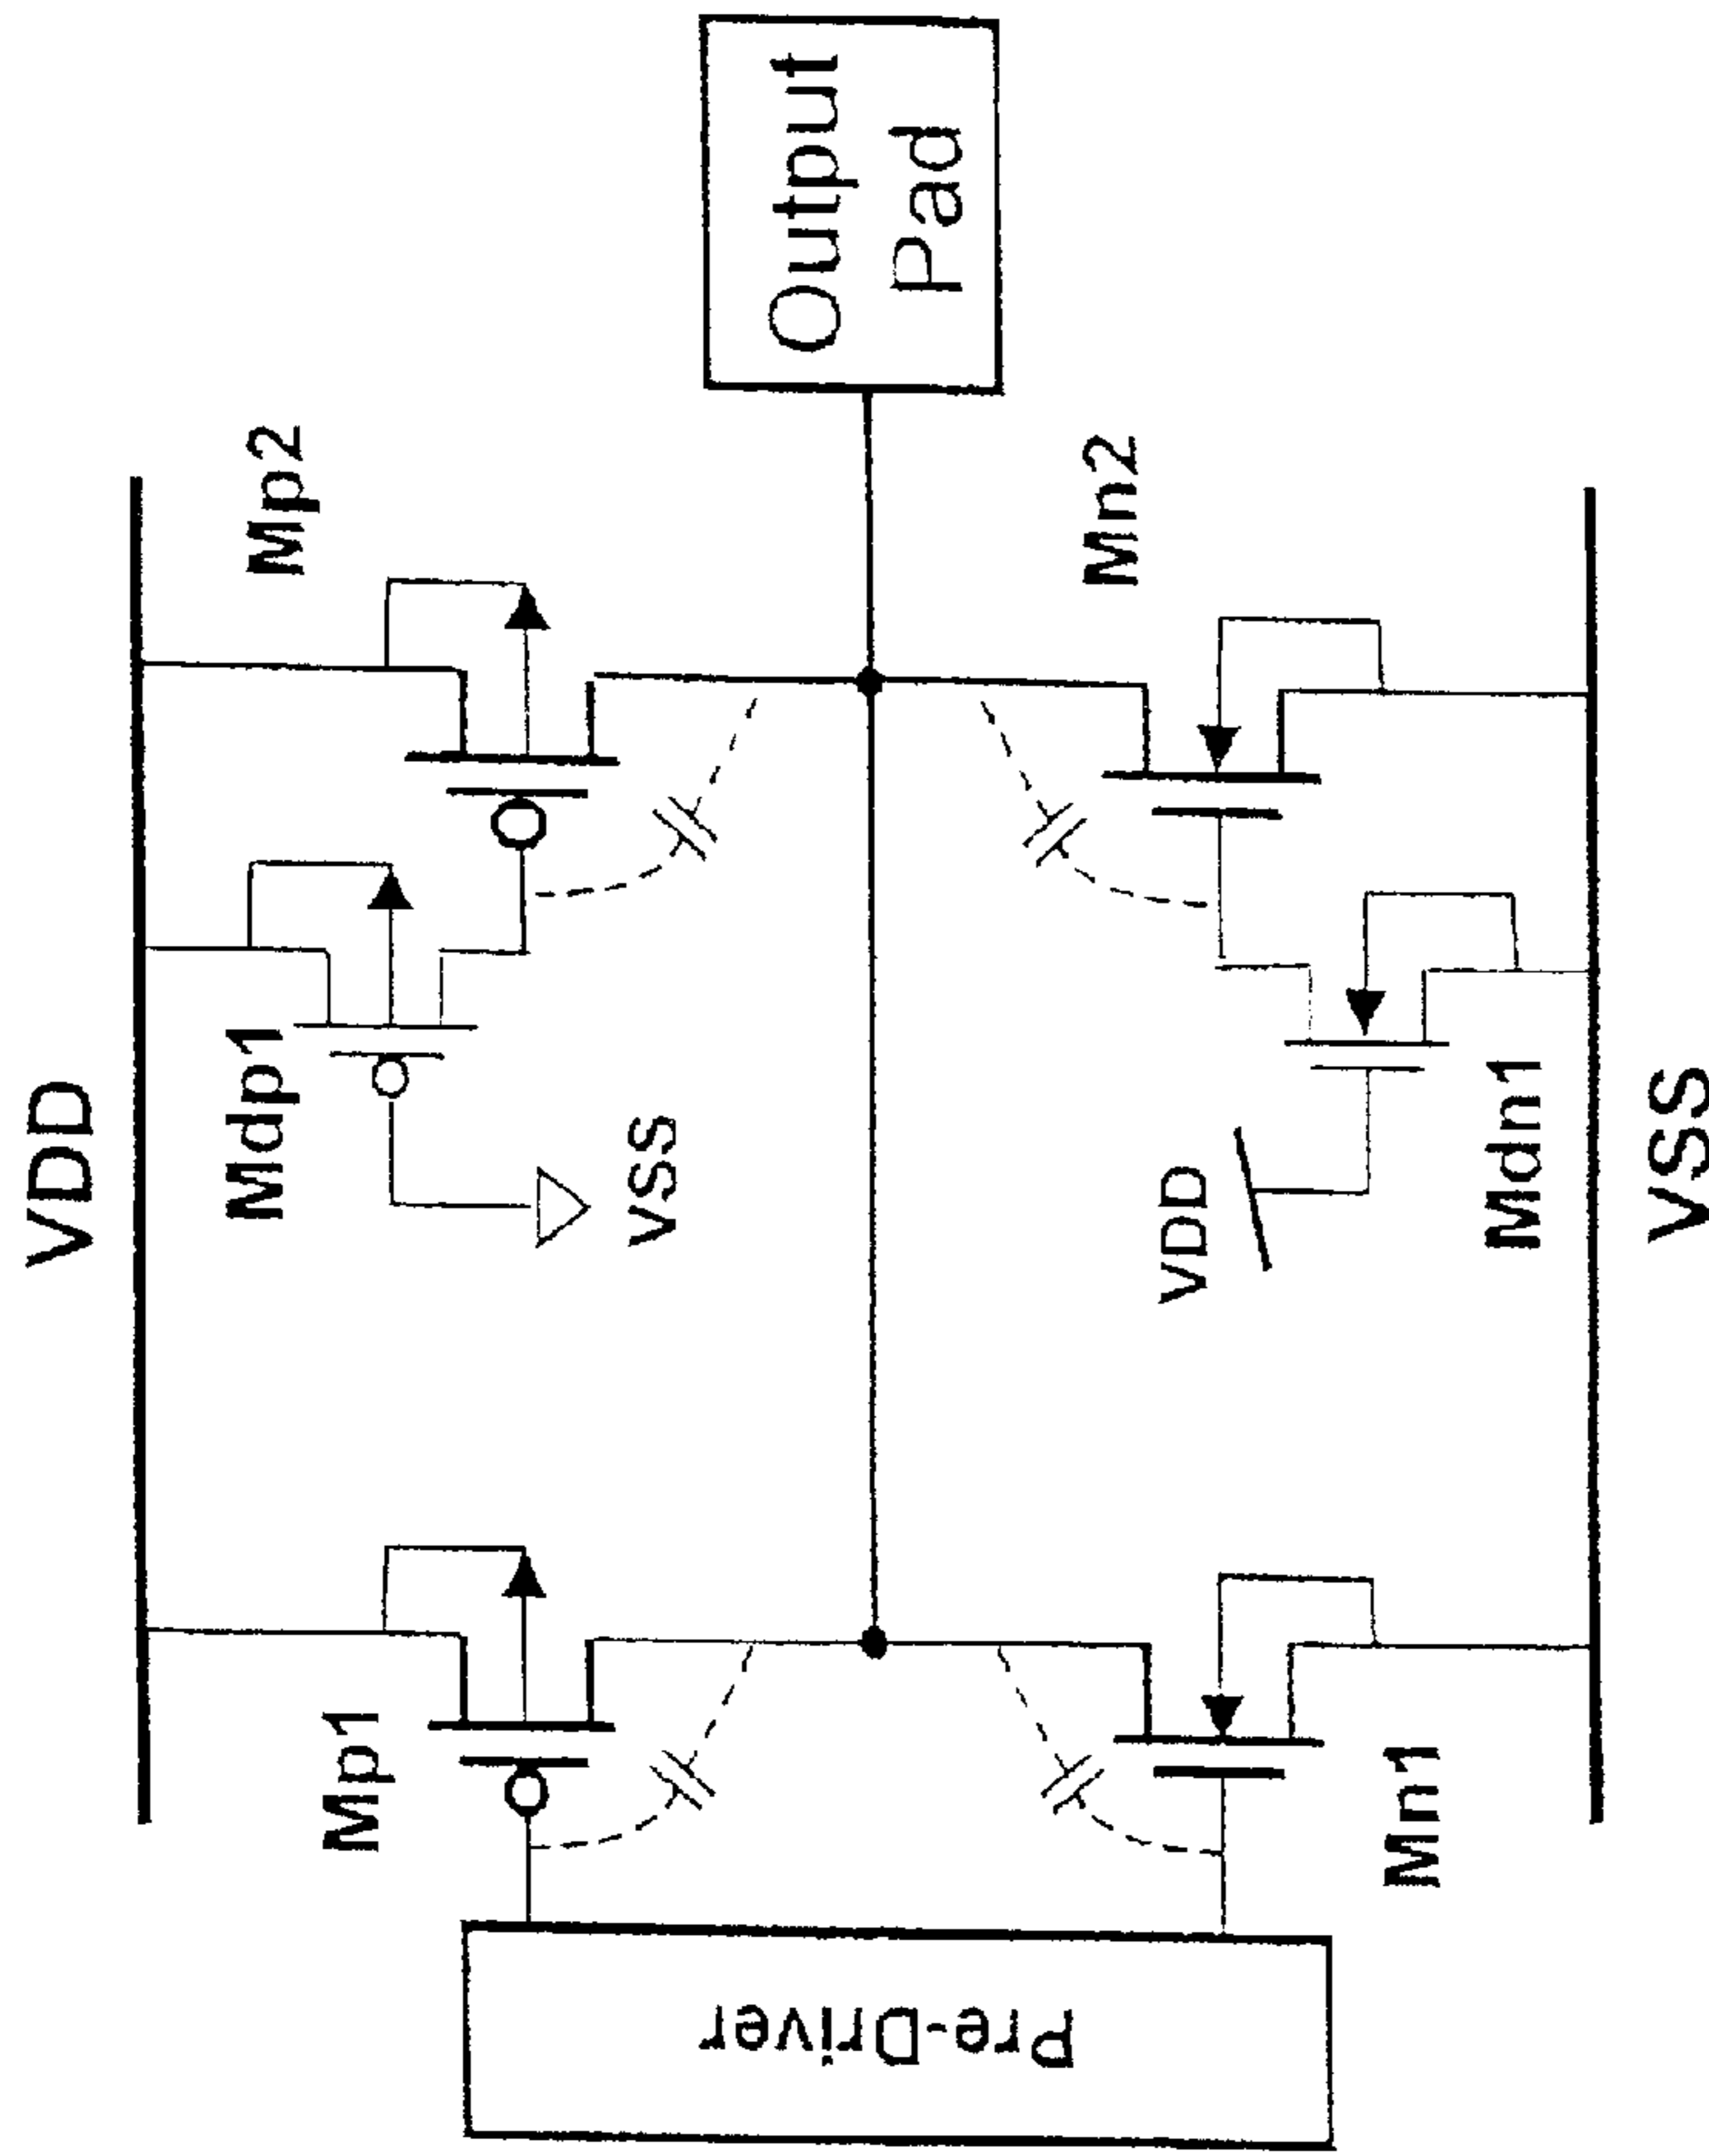 VDD
Mp1
Mdp1
Mp2
VSS
Pre-Driver
Output
Pad
VDD
Mn1
Mdn1
Mn2
VSS